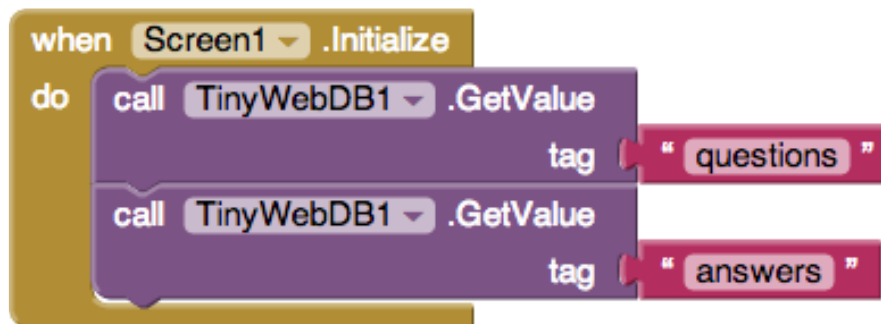 when Screen1 .Initialize
do call TinyWebDB1 .GetValue
tag " questions "
call TinyWebDB1 .GetValue
tag " answers "